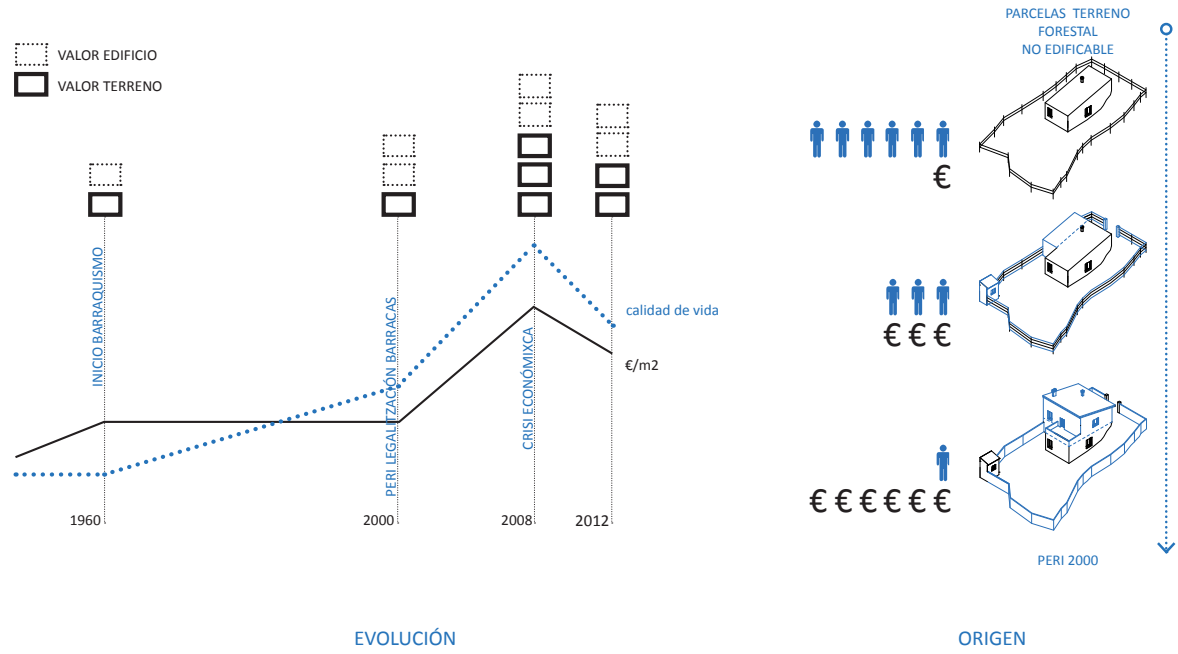 VALOR EDIFICIO
VALOR TERRENO
INICIO BARRAQUISMO
PERI LEGALITZACIÓN BARRACAS
CRISI ECONÓMIXCA
calidad de vida
€/m2
1960
2000
2008
2012
EVOLUCIÓN
PARCELAS TERRENO
FORESTAL
NO EDIFICABLE
€
€ € €
€ € € € € €
PERI 2000
ORIGEN